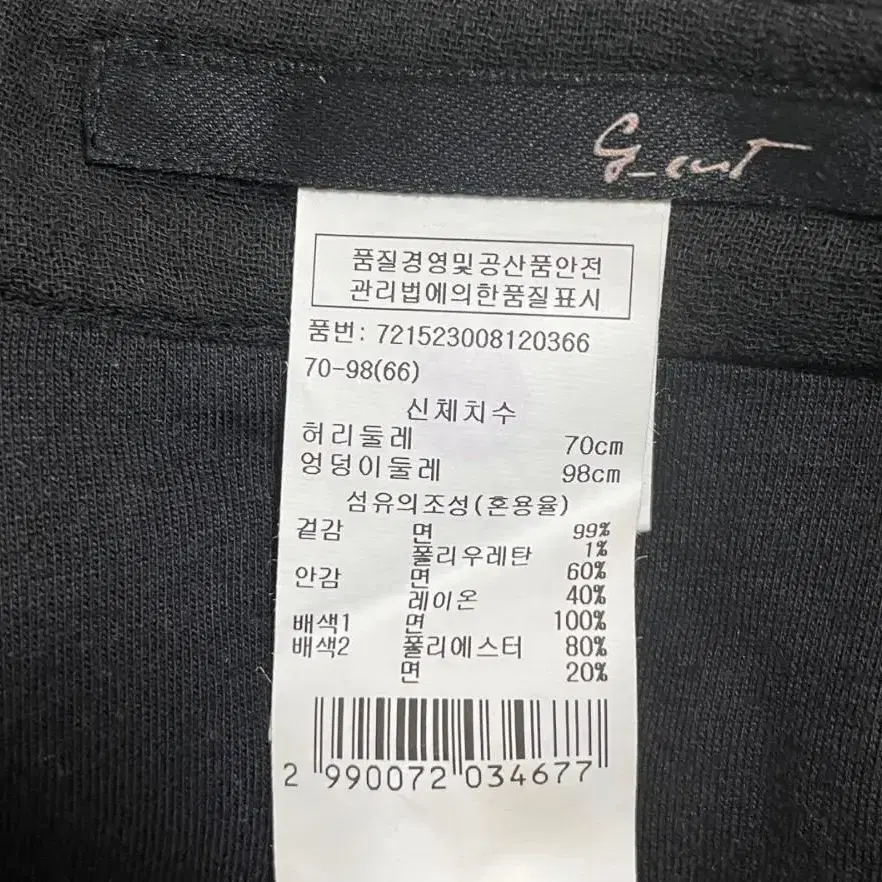 g_cut
품질경영및공산품안전
관리법에의한품질표시
품번: 721523008120366
70-98(66)
신체치수
허리둘레 70cm
엉덩이둘레 98cm
섬유의조성(혼용율)
겉감 면 99%
폴리우레탄 1%
안감 면 60%
레이온 40%
배색1 면 100%
배색2 폴리에스터 80%
면 20%
2 990072 034677